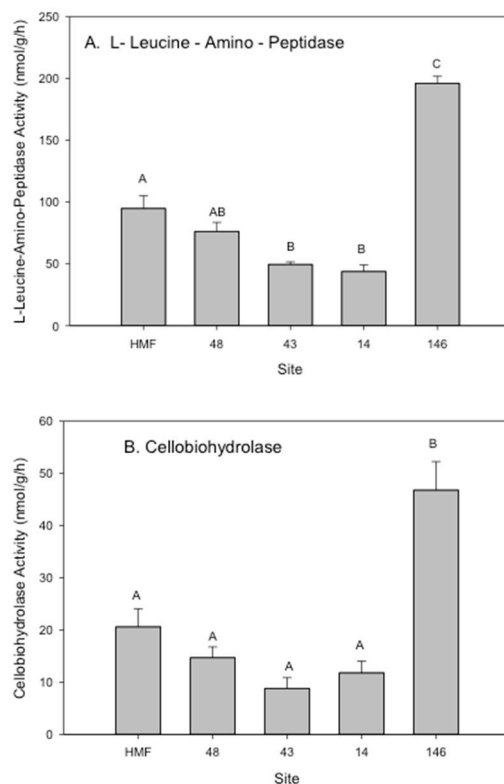 A. L- Leucine - Amino - Peptidase
L-Leucine-Amino-Peptidase Activity (nmol/g/h)
250
200
150
100
50
0
A
AB
B
B
C
HMF 48 43 14 146
Site
B. Cellobiohydrolase
Cellobiohydrolase Activity (nmol/g/h)
60
50
40
30
20
10
0
A
A
A
A
B
HMF 48 43 14 146
Site